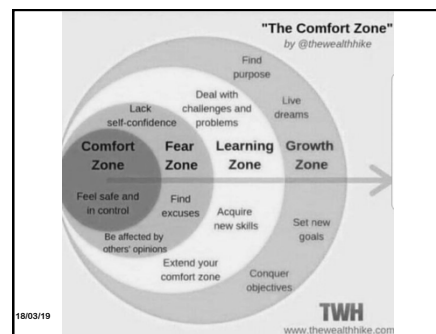 "The Comfort Zone"
by @thewealthhike
Find
purpose
Deal with
challenges and
problems
Live
dreams
Lack
self-confidence
Comfort
Zone
Fear
Zone
Learning
Zone
Growth
Zone
Feel safe and
in control
Find
excuses
Acquire
new skills
Set new
goals
Be affected by
others' opinions
Extend your
comfort zone
Conquer
objectives
18/03/19
TWH
www.thewealthhike.com